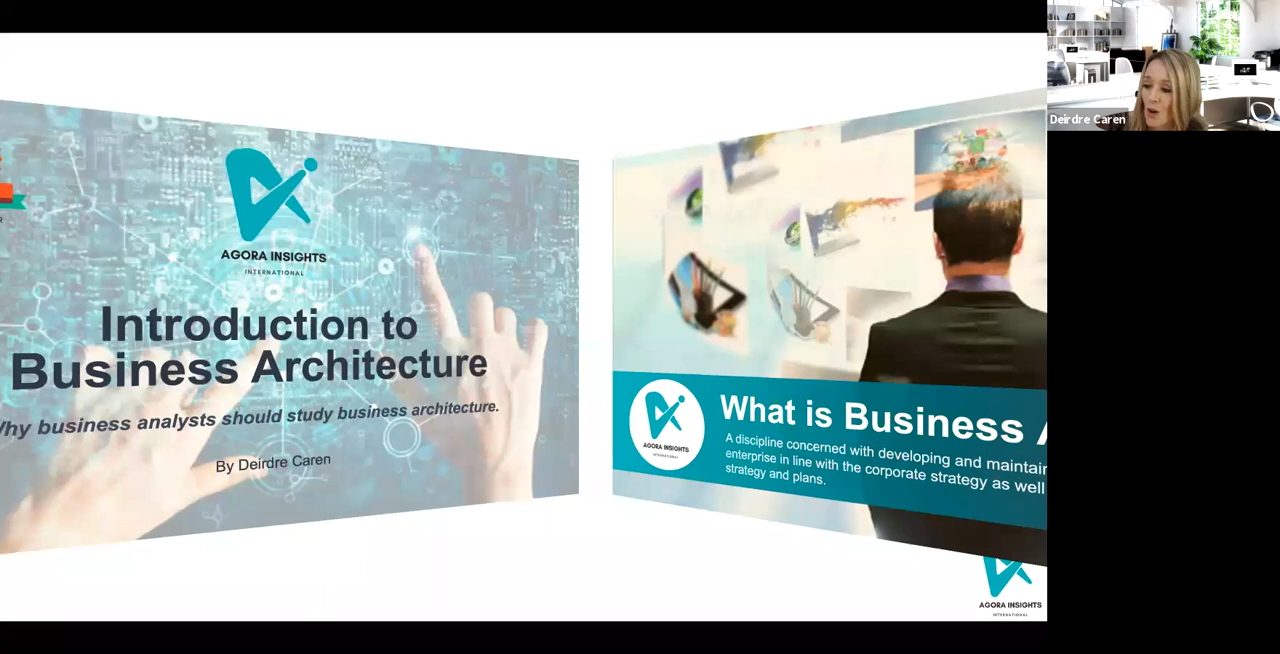 AGORA INSIGHTS
INTERNATIONAL
Introduction to
Business Architecture
business analysts should study business architecture.
By Deirdre Caren
AGORA INSIGHTS
INTERNATIONAL
What is Business
A discipline concerned with developing and
enterprise in line with the corporate strategy as well
strategy and plans.
AGORA INSIGHTS
INTERNATIONAL
Deirdre Caren